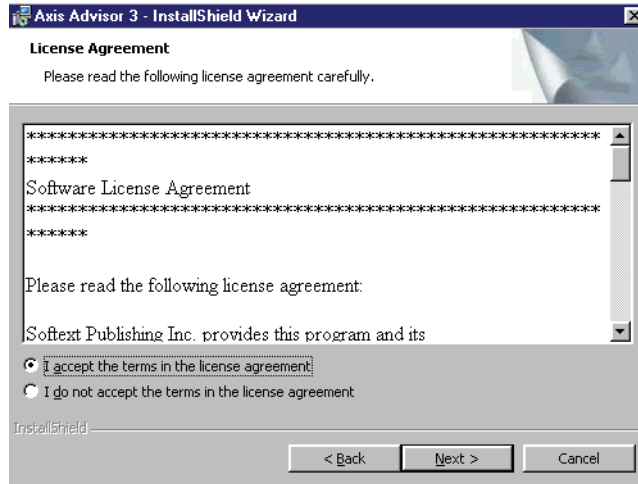 Axis Advisor 3 - InstallShield Wizard
License Agreement
Please read the following license agreement carefully.
********************************************************
******
Software License Agreement
********************************************************
******
Please read the following license agreement:
Softext Publishing Inc. provides this program and its
I accept the terms in the license agreement
I do not accept the terms in the license agreement
InstallShield
< Back
Next >
Cancel